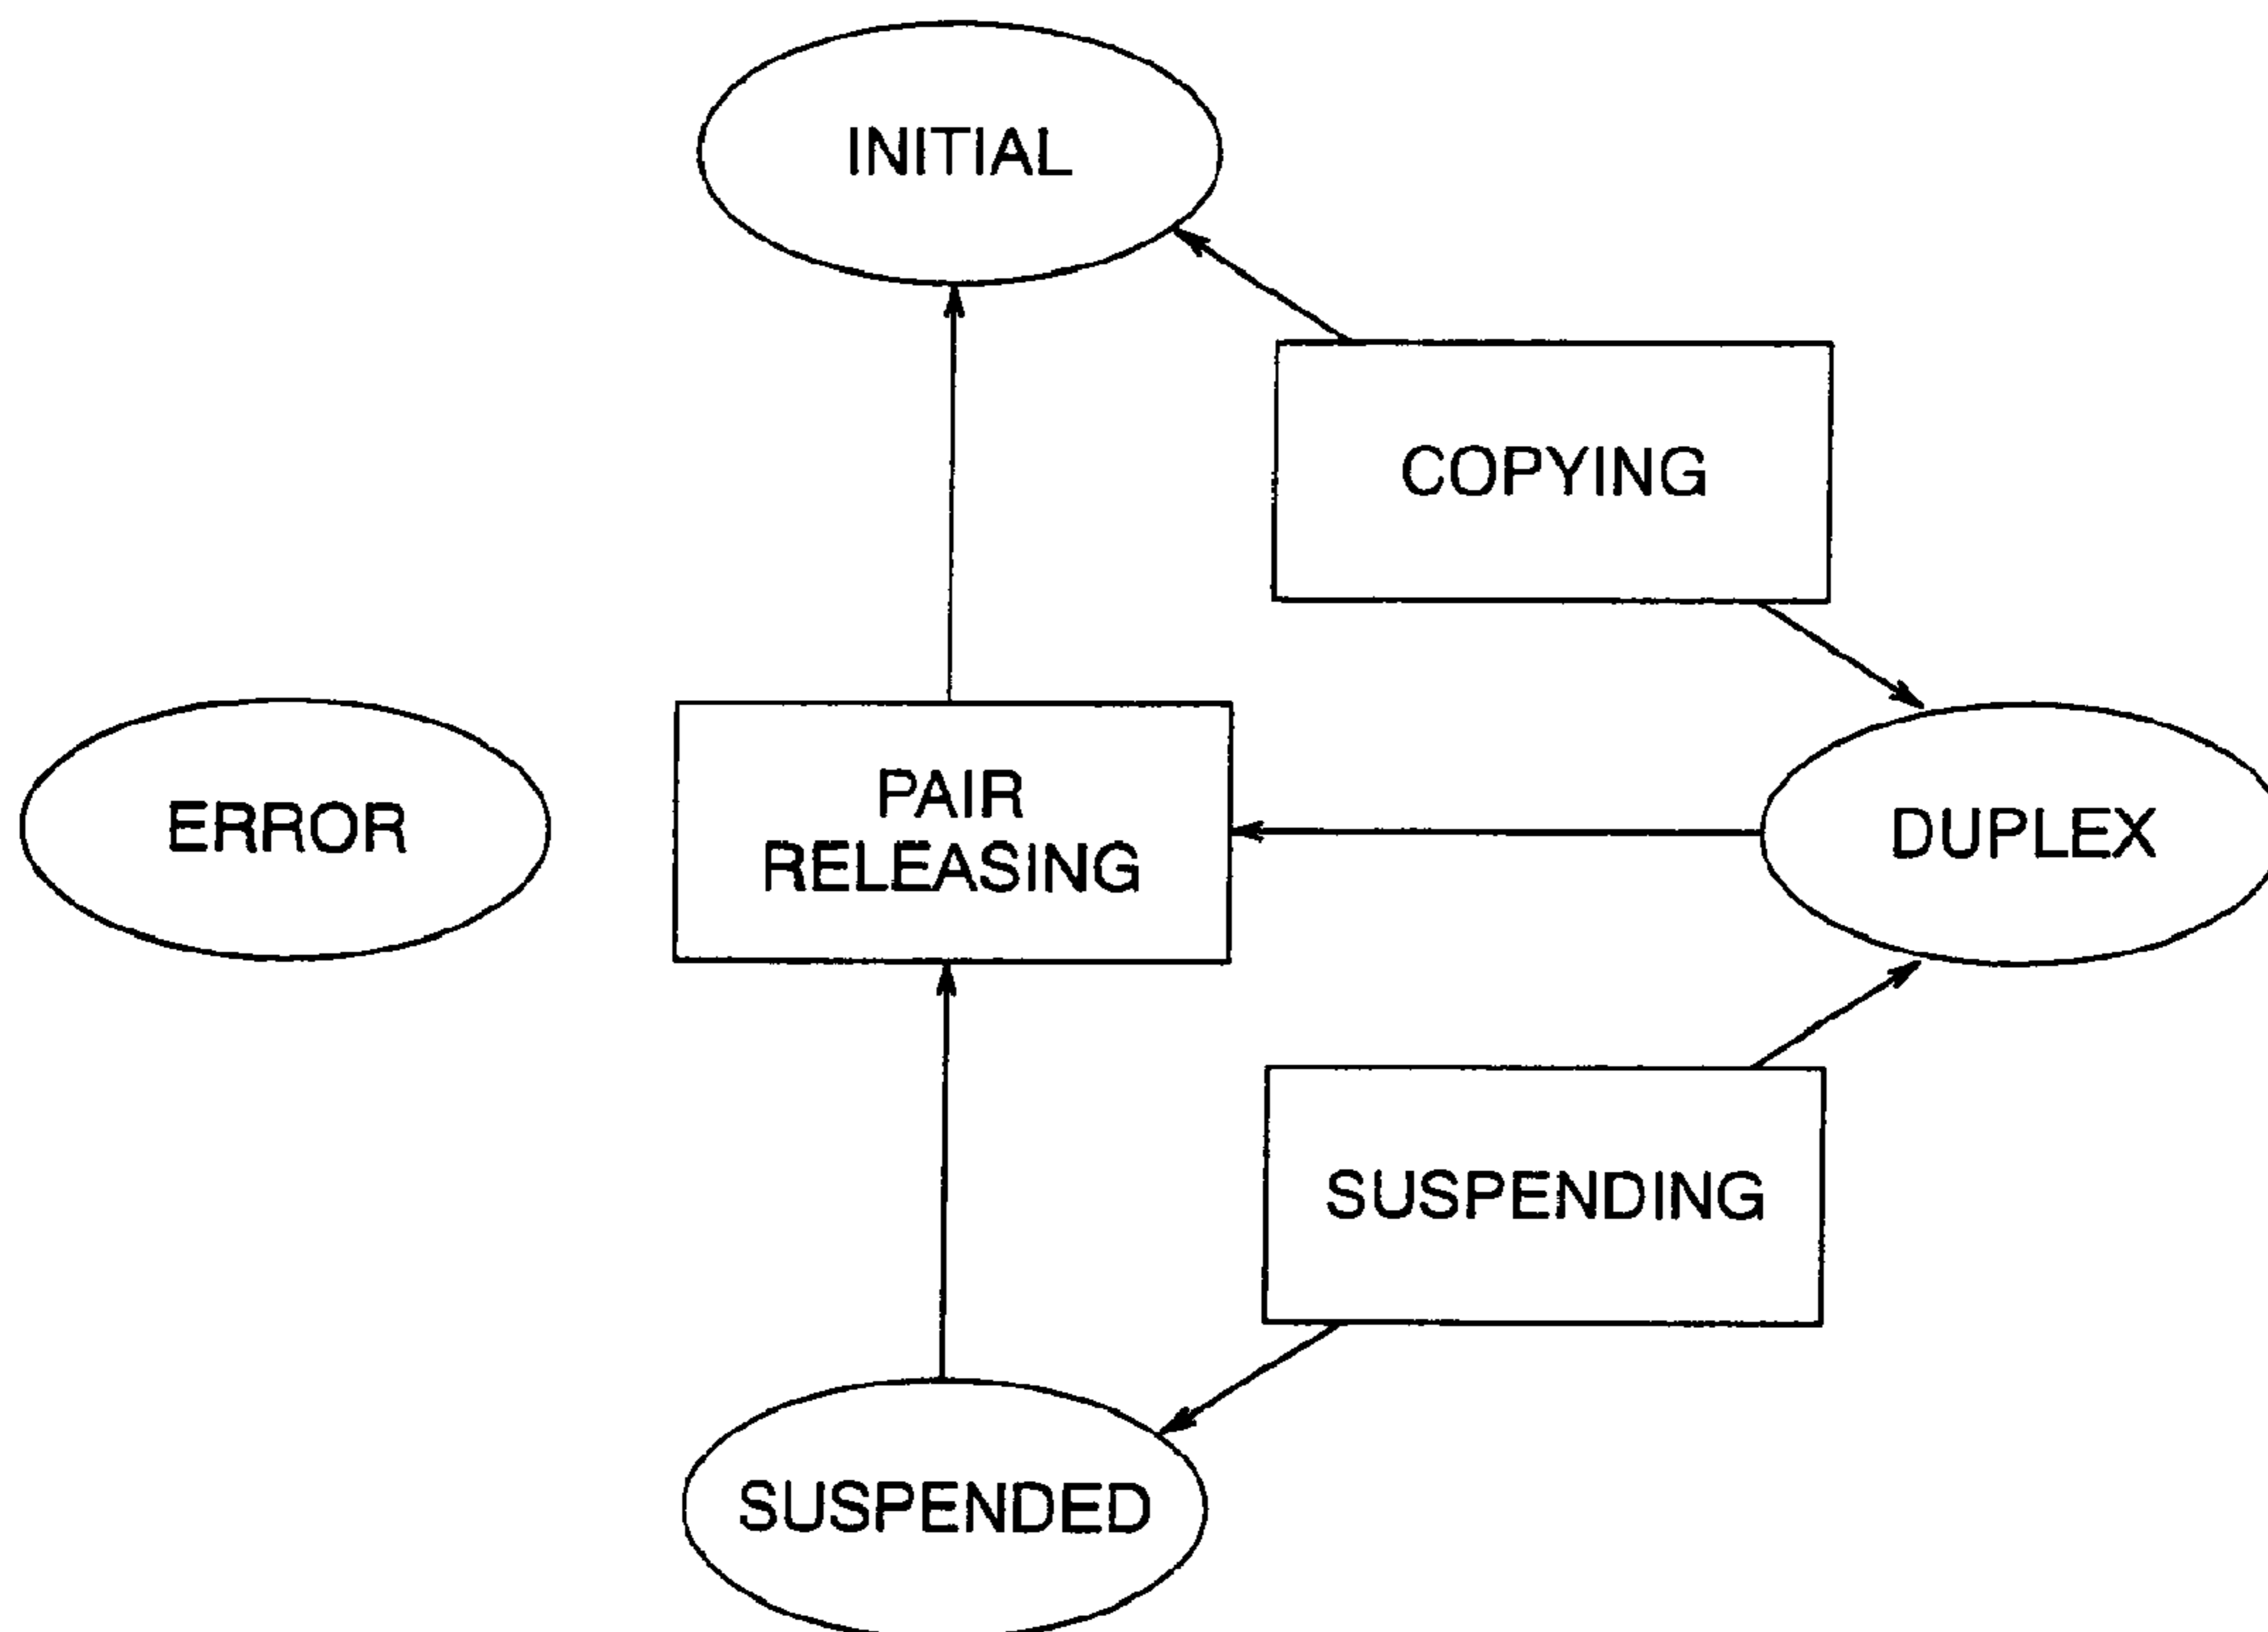 INITIAL
COPYING
ERROR
PAIR
RELEASING
DUPLEX
SUSPENDING
SUSPENDED